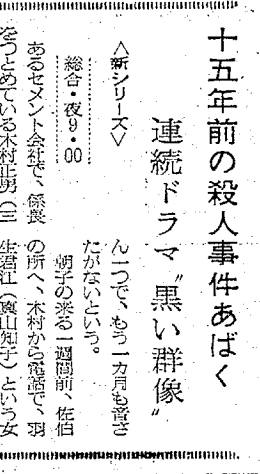 十五年前の殺人事件あばく
連続ドラマ〝黒い群像〟
〈新シリーズ〉
総合・夜9・00
あるセメント会社で、係長
をつとめている木村正男（三
ん一つで、もう一カ月も音さ
たがないという。
朝子の来る一週間前、佐伯
の所へ、木村から電話で、羽
生君江（真山知子）という女